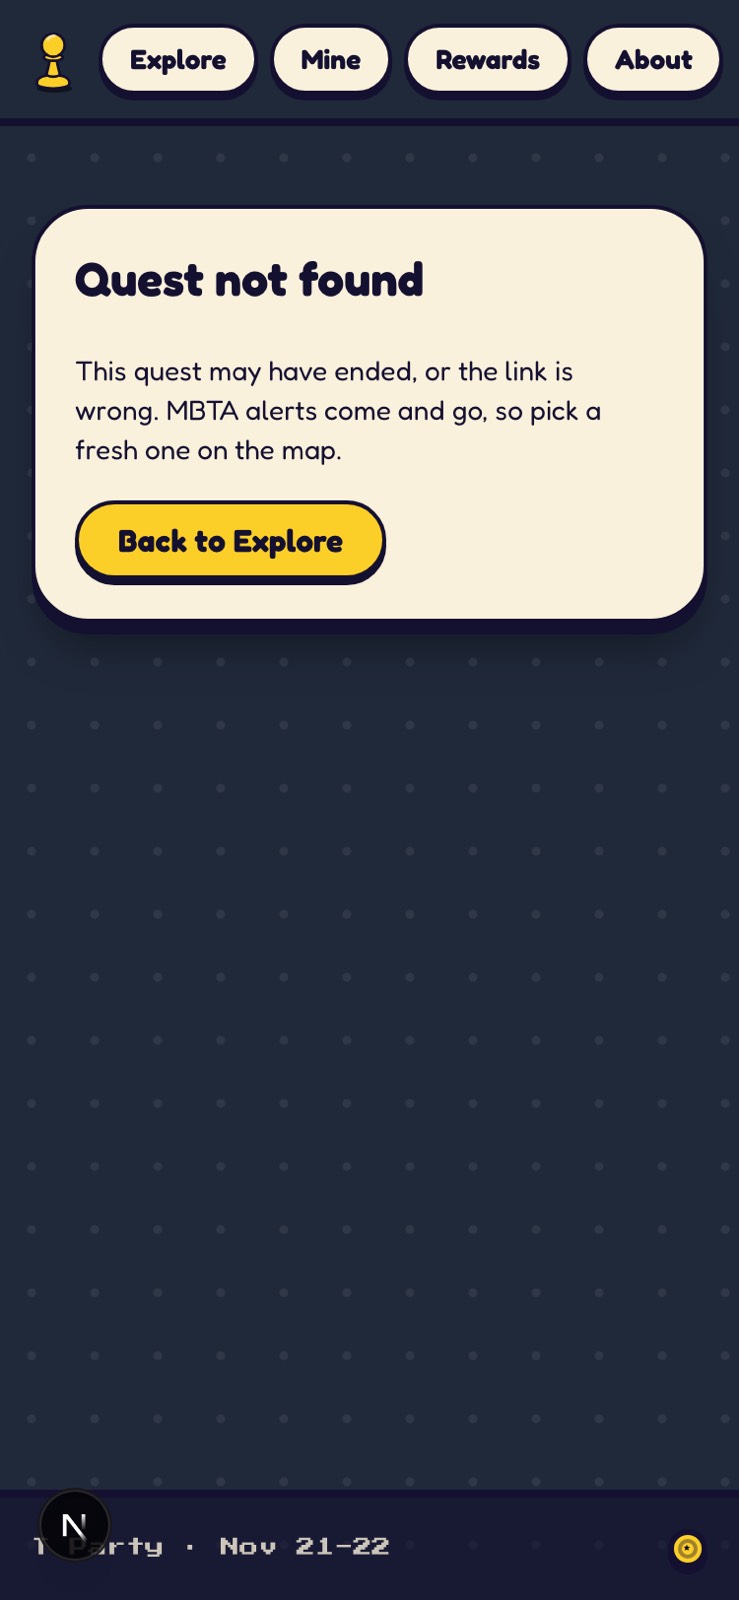 Explore Mine Rewards About
Quest not found
This quest may have ended, or the link is
wrong. MBTA alerts come and go, so pick a
fresh one on the map.
Back to Explore
N
T Party · Nov 21–22